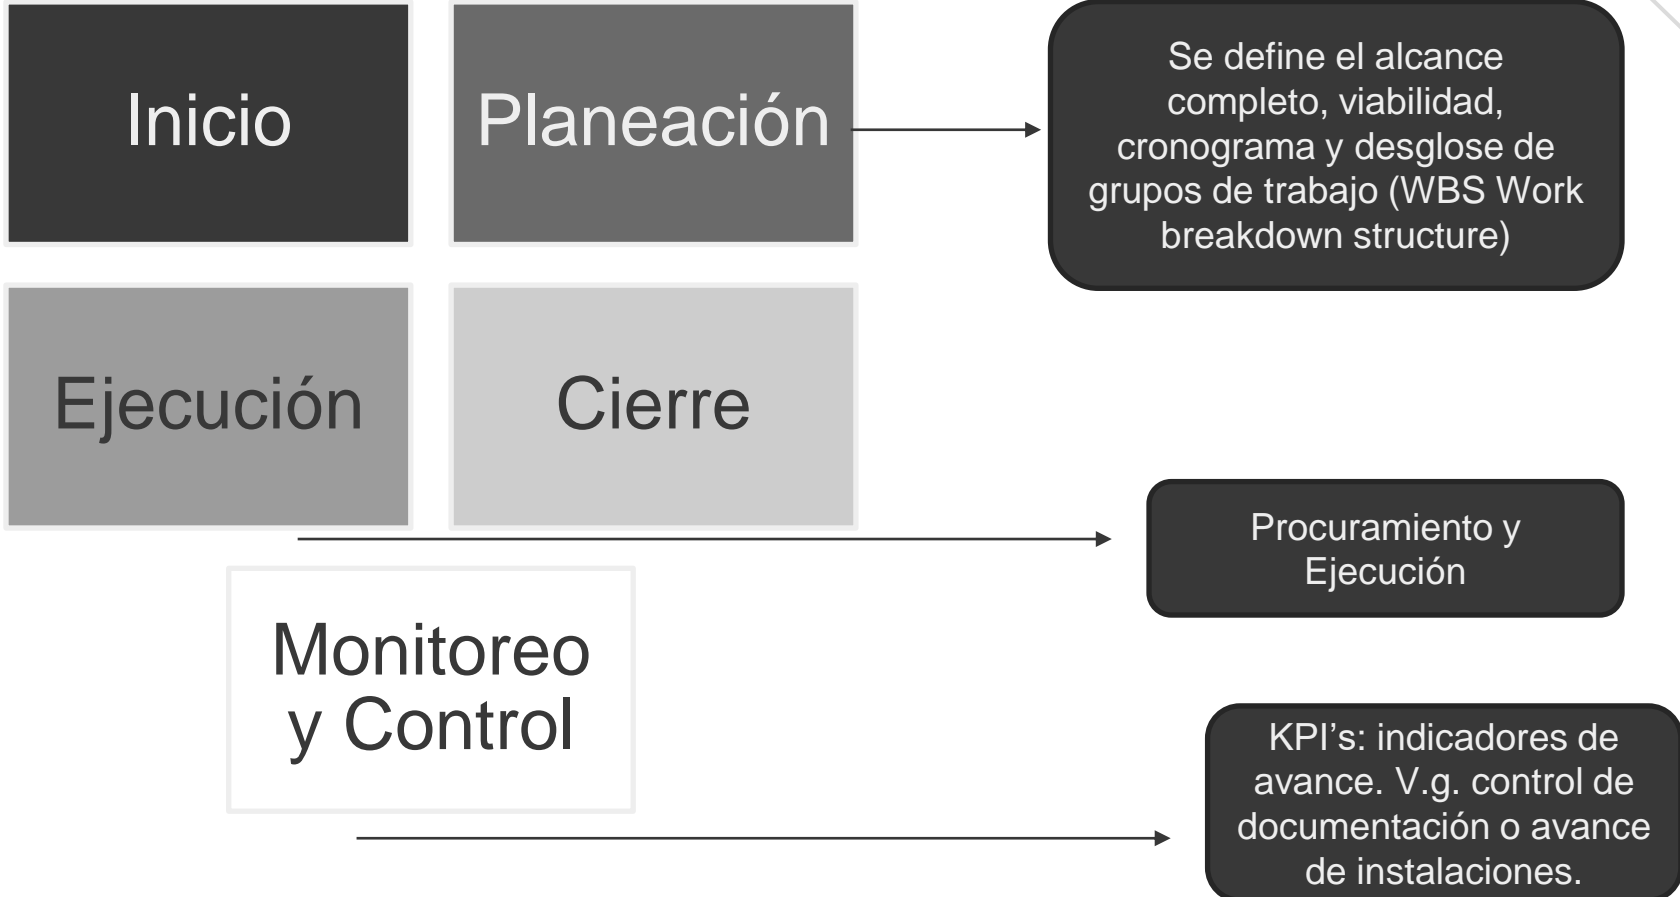 Inicio
Planeación
Se define el alcance
completo, viabilidad,
cronograma y desglose de
grupos de trabajo (WBS Work
breakdown structure)
Ejecución
Cierre
Procuramiento y
Ejecución
Monitoreo
y Control
KPI’s: indicadores de
avance. V.g. control de
documentación o avance
de instalaciones.